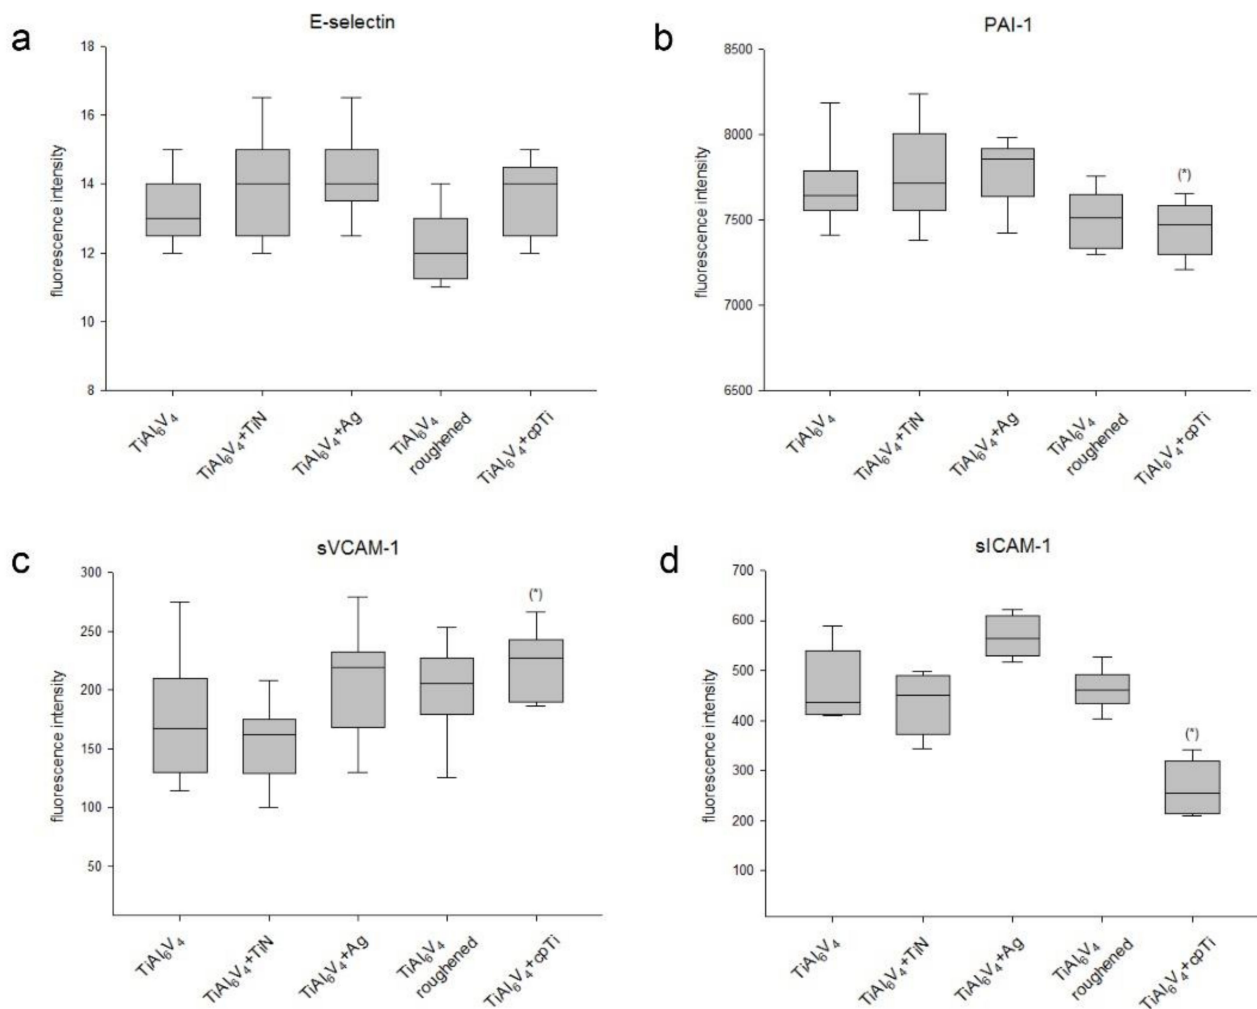 a
E-selectin
fluorescence intensity
18
16
14
12
10
8
TiAl₆V₄
TiAl₆V₄+TiN
TiAl₆V₄+Ag
TiAl₆V₄
roughened
TiAl₆V₄+cpTi
b
PAI-1
fluorescence intensity
8500
8000
7500
7000
6500
(*)
TiAl₆V₄
TiAl₆V₄+TiN
TiAl₆V₄+Ag
TiAl₆V₄
roughened
TiAl₆V₄+cpTi
c
sVCAM-1
fluorescence intensity
300
250
200
150
100
50
(*)
TiAl₆V₄
TiAl₆V₄+TiN
TiAl₆V₄+Ag
TiAl₆V₄
roughened
TiAl₆V₄+cpTi
d
sICAM-1
fluorescence intensity
700
600
500
400
300
200
100
(*)
TiAl₆V₄
TiAl₆V₄+TiN
TiAl₆V₄+Ag
TiAl₆V₄
roughened
TiAl₆V₄+cpTi